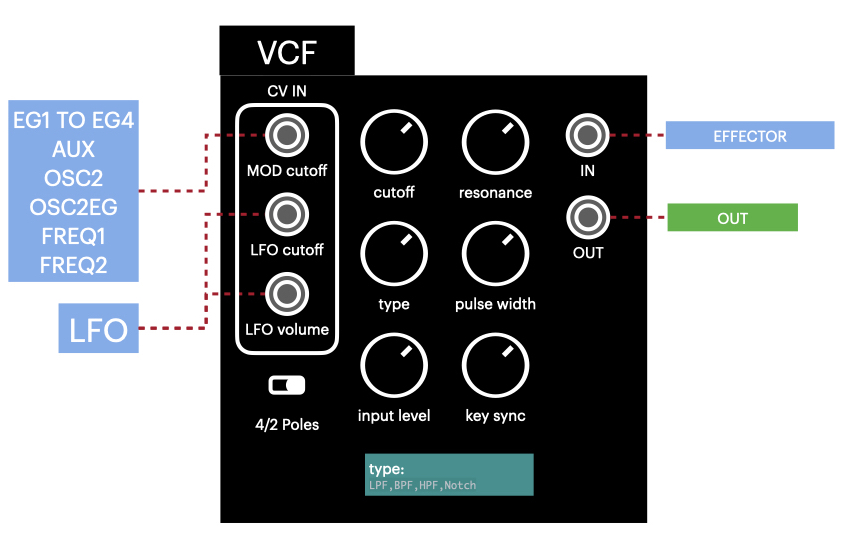 VCF
CV IN
EG1 TO EG4
AUX
OSC2
OSC2EG
FREQ1
FREQ2
LFO
MOD cutoff
LFO cutoff
LFO volume
4/2 Poles
cutoff
resonance
type
pulse width
input level
key sync
IN
OUT
EFFECTOR
OUT
type:
LPF,BPF,HPF,Notch